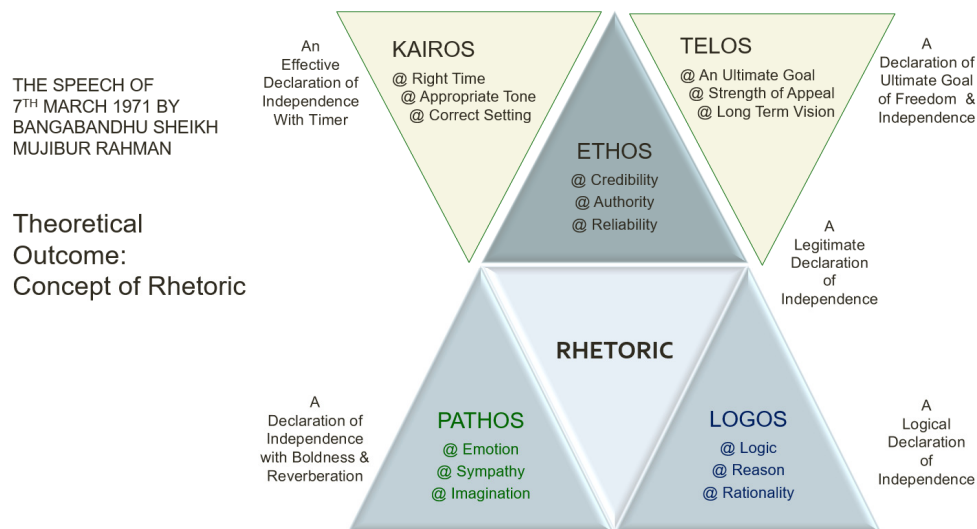 THE SPEECH OF
7TH MARCH 1971 BY
BANGABANDHU SHEIKH
MUJIBUR RAHMAN
Theoretical
Outcome:
Concept of Rhetoric
An
Effective
Declaration of
Independence
With Timer
KAIROS
@ Right Time
@ Appropriate Tone
@ Correct Setting
TELOS
@ An Ultimate Goal
@ Strength of Appeal
@ Long Term Vision
A
Declaration of
Ultimate Goal
of Freedom &
Independence
ETHOS
@ Credibility
@ Authority
@ Reliability
A
Legitimate
Declaration
of
Independence
RHETORIC
A
Declaration of
Independence
with Boldness &
Reverberation
PATHOS
@ Emotion
@ Sympathy
@ Imagination
LOGOS
@ Logic
@ Reason
@ Rationality
A
Logical
Declaration
of
Independence